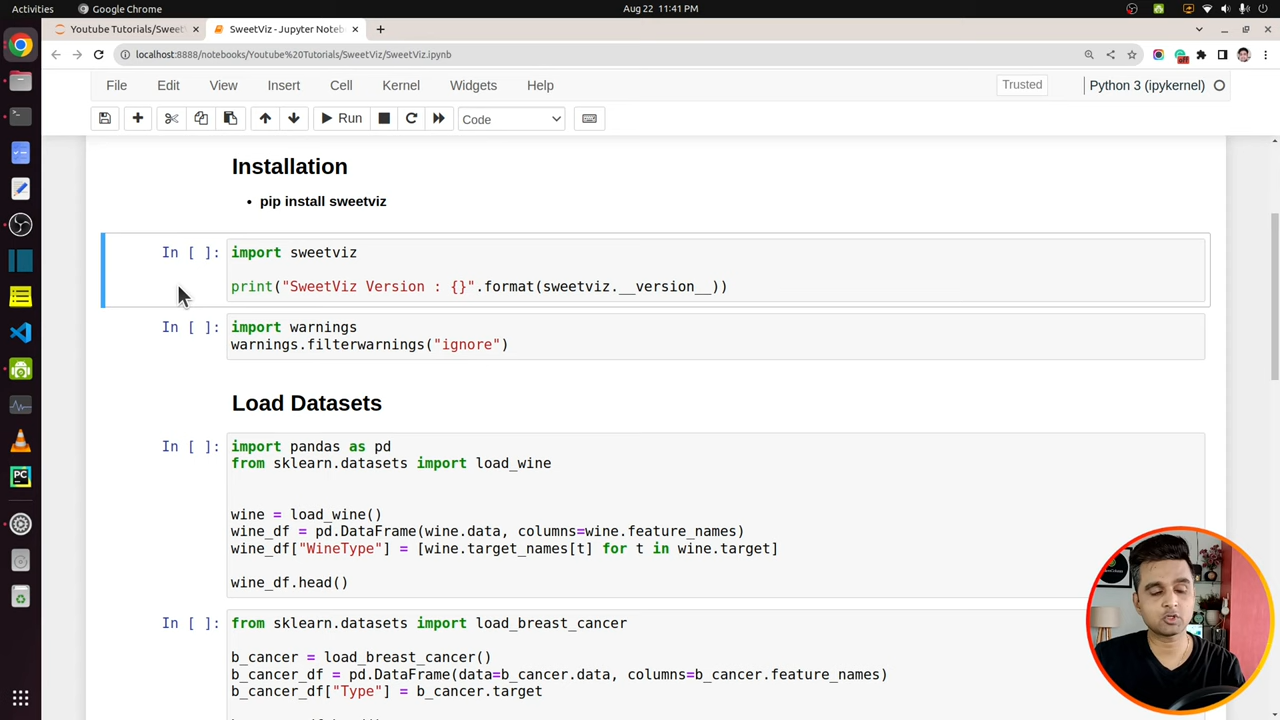 Activities
Google Chrome
Aug 22 11:41 PM
Youtube Tutorials/Sweet
SweetViz - Jupyter Noteb
localhost:8888/notebooks/Youtube%20Tutorials/SweetViz/SweetViz.ipynb
off
File Edit View Insert Cell Kernel Widgets Help
Trusted
Python 3 (ipykernel)
Run
Code
Installation
• pip install sweetviz
In [ ]: import sweetviz
print("SweetViz Version : {}".format(sweetviz.__version__))
In [ ]: import warnings
warnings.filterwarnings("ignore")
Load Datasets
In [ ]: import pandas as pd
from sklearn.datasets import load_wine
wine = load_wine()
wine_df = pd.DataFrame(wine.data, columns=wine.feature_names)
wine_df["WineType"] = [wine.target_names[t] for t in wine.target]
wine_df.head()
In [ ]: from sklearn.datasets import load_breast_cancer
b_cancer = load_breast_cancer()
b_cancer_df = pd.DataFrame(data=b_cancer.data, columns=b_cancer.feature_names)
b_cancer_df["Type"] = b_cancer.target